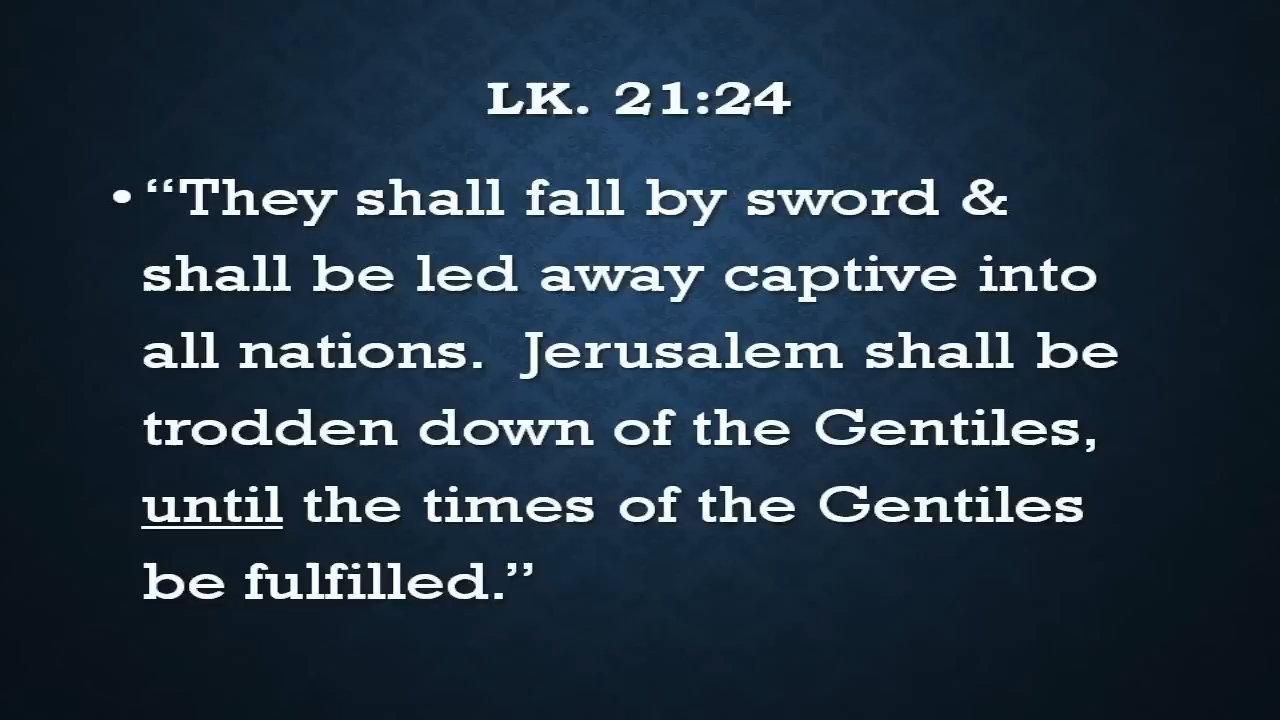 LK. 21:24
• “They shall fall by sword &
shall be led away captive into
all nations.  Jerusalem shall be
trodden down of the Gentiles,
until the times of the Gentiles
be fulfilled.”